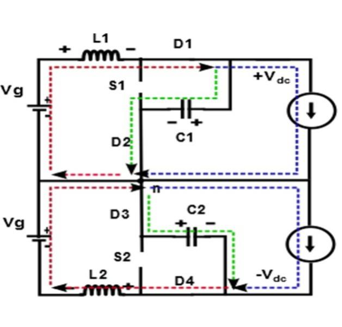 + L1 -
D1
S1
+Vdc
Vg
+
-
- +
C1
D2
n
Vg
+
-
D3
C2
+ -
S2
L2 +
D4
-Vdc